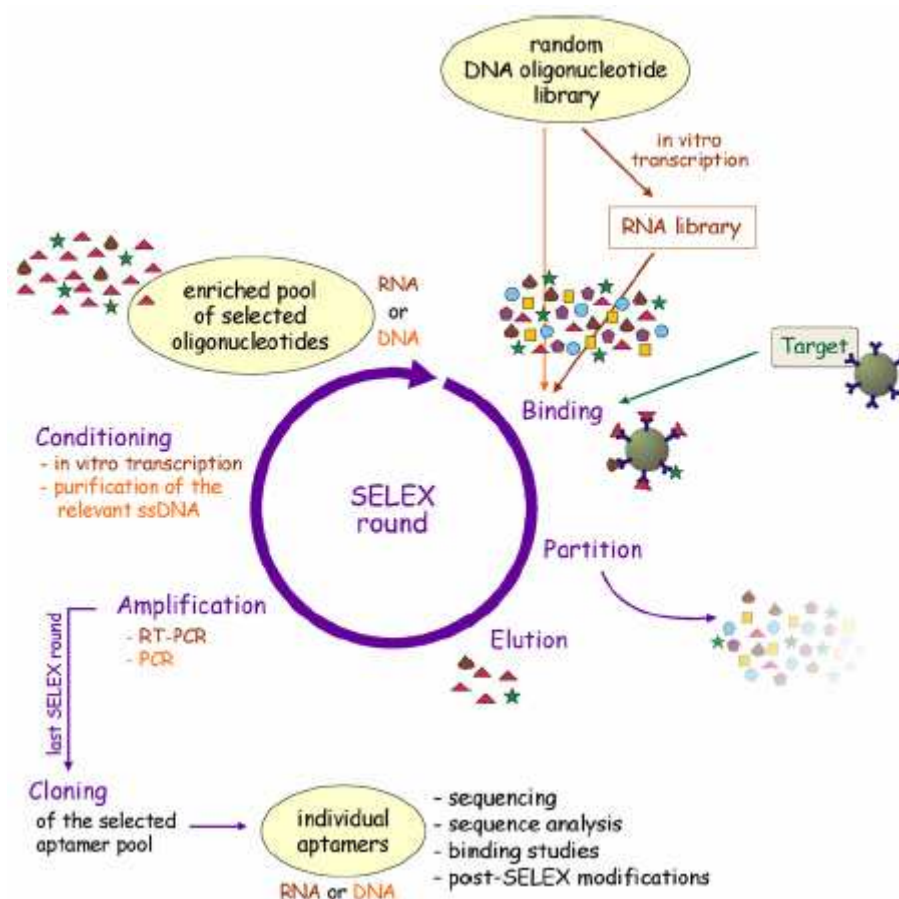 random
DNA oligonucleotide
library
in vitro
transcription
RNA library
enriched pool
of selected
oligonucleotides
RNA
or
DNA
Target
Binding
Conditioning
- in vitro transcription
- purification of the
relevant ssDNA
SELEX
round
Partition
Amplification
- RT-PCR
- PCR
Elution
last SELEX round
Cloning
of the selected
aptamer pool
individual
aptamers
RNA or DNA
- sequencing
- sequence analysis
- binding studies
- post-SELEX modifications